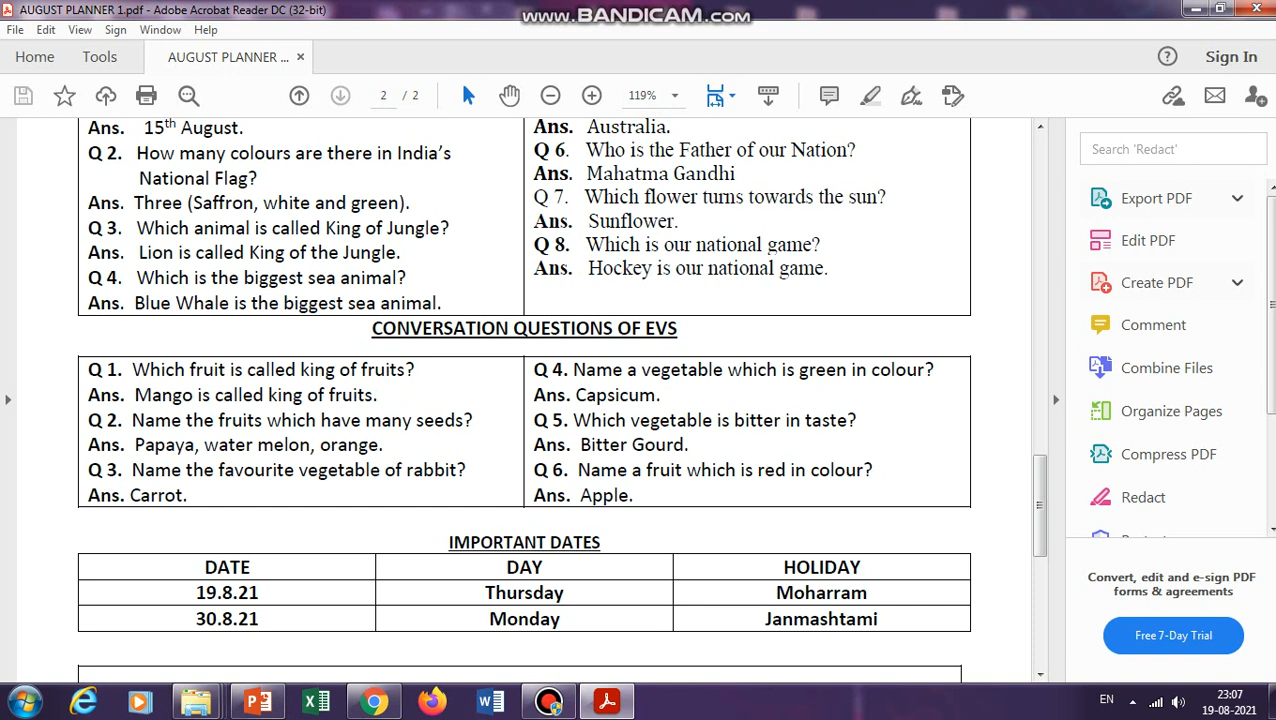 AUGUST PLANNER 1.pdf - Adobe Acrobat Reader DC (32-bit)
www.BANDICAM.com
File Edit View Sign Window Help
Home Tools AUGUST PLANNER ... × Sign In
2 / 2 119%
Ans. 15th August.
Q 2. How many colours are there in India's
National Flag?
Ans. Three (Saffron, white and green).
Q 3. Which animal is called King of Jungle?
Ans. Lion is called King of the Jungle.
Q 4. Which is the biggest sea animal?
Ans. Blue Whale is the biggest sea animal.
Ans. Australia.
Q 6. Who is the Father of our Nation?
Ans. Mahatma Gandhi
Q 7. Which flower turns towards the sun?
Ans. Sunflower.
Q 8. Which is our national game?
Ans. Hockey is our national game.
CONVERSATION QUESTIONS OF EVS
Q 1. Which fruit is called king of fruits?
Ans. Mango is called king of fruits.
Q 2. Name the fruits which have many seeds?
Ans. Papaya, water melon, orange.
Q 3. Name the favourite vegetable of rabbit?
Ans. Carrot.
Q 4. Name a vegetable which is green in colour?
Ans. Capsicum.
Q 5. Which vegetable is bitter in taste?
Ans. Bitter Gourd.
Q 6. Name a fruit which is red in colour?
Ans. Apple.
IMPORTANT DATES
DATE DAY HOLIDAY
19.8.21 Thursday Moharram
30.8.21 Monday Janmashtami
Search 'Redact'
Export PDF
Edit PDF
Create PDF
Comment
Combine Files
Organize Pages
Compress PDF
Redact
Convert, edit and e-sign PDF
forms & agreements
Free 7-Day Trial
EN
23:07
19-08-2021